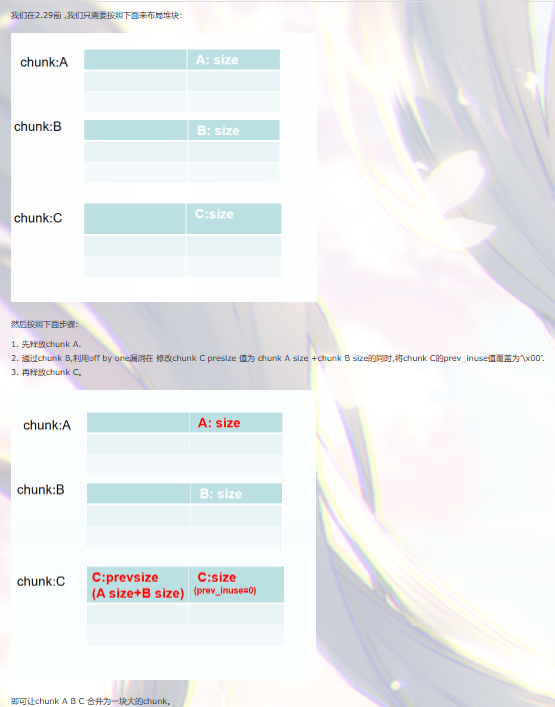 我们在2.29前 ,我们只需要按照下面来布局堆块:
chunk:A
A: size
chunk:B
B: size
chunk:C
C:size
然后按照下面步骤:
1. 先释放chunk A.
2. 通过chunk B,利用off by one漏洞在 修改chunk C presize 值为 chunk A size +chunk B size的同时,将chunk C的prev_inuse值覆盖为'\x00'.
3. 再释放chunk C。
chunk:A
A: size
chunk:B
B: size
chunk:C
C:prevsize
(A size+B size)
C:size
(prev_inuse=0)
即可让chunk A B C 合并为一块大的chunk。